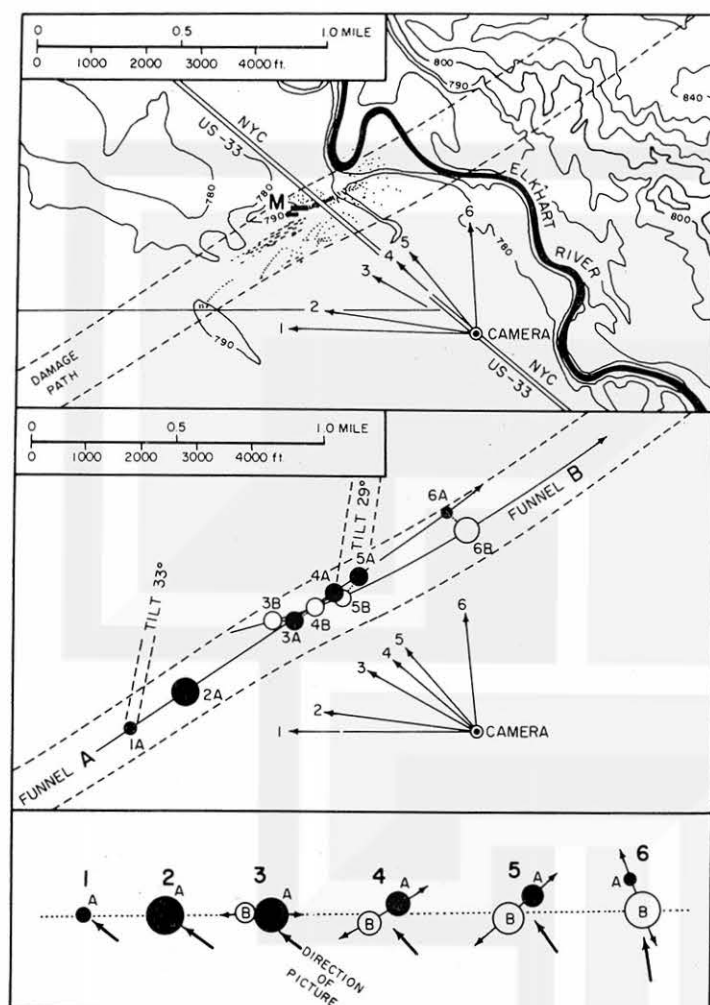 0 0.5 1.0 MILE
0 1000 2000 3000 4000 ft.
NYC
US-33
800
790
840
780
780
790
M
ELKHART
RIVER
780
800
6
5
4
3
2
1
CAMERA
NYC
US-33
790
DAMAGE
PATH
0 0.5 1.0 MILE
0 1000 2000 3000 4000 ft.
TILT 33°
TILT 29°
6A
FUNNEL B
6B
5A
4A
3B
5B
4B
3A
2A
1A
FUNNEL A
6
5
4
3
2
1
CAMERA
1 2 3 4 5 6
A A B A B A B A B A B
DIRECTION
OF
PICTURE